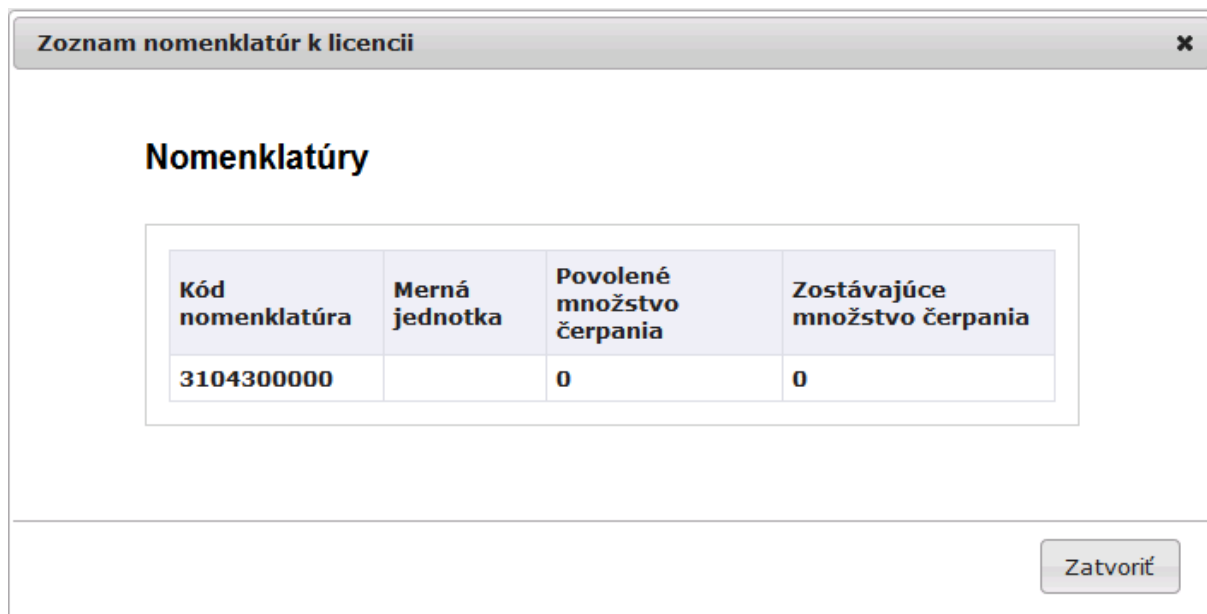 Zoznam nomenklatúr k licencii
Nomenklatúry
Kód
nomenklatúra
Merná
jednotka
Povolené
množstvo
čerpania
Zostávajúce
množstvo čerpania
3104300000
0
0
Zatvoriť